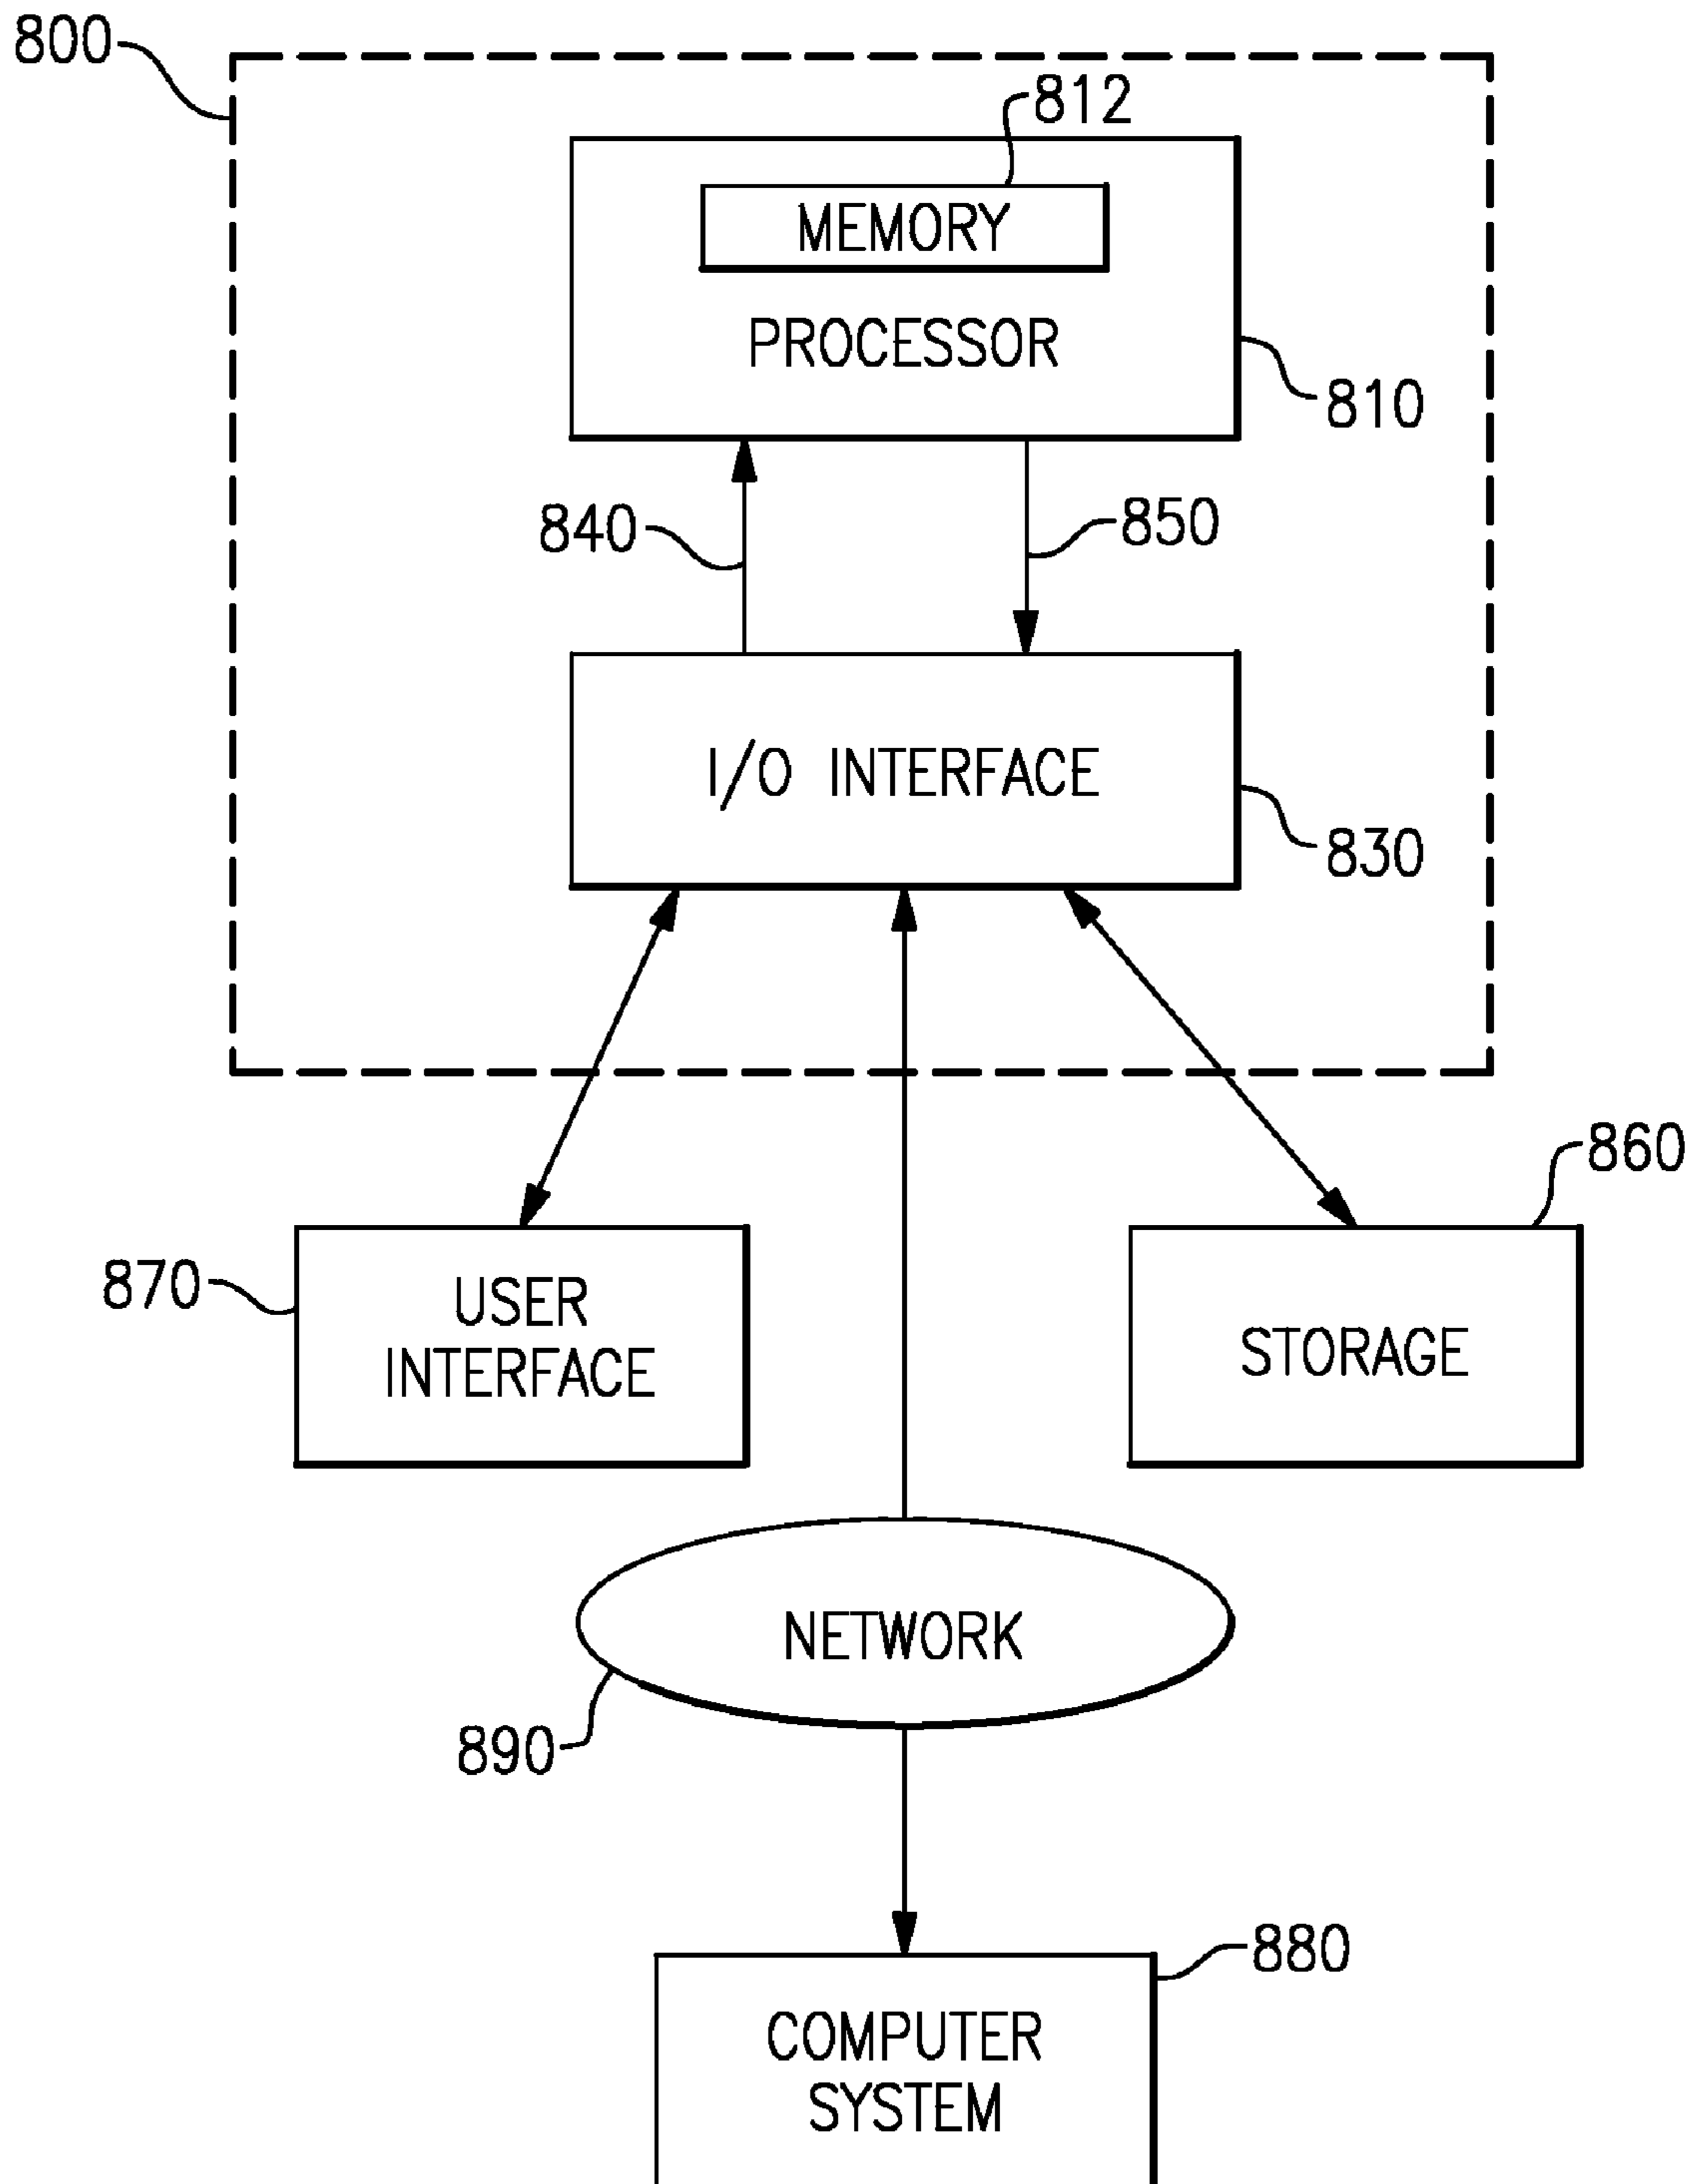 800
812
MEMORY
PROCESSOR
810
840
850
I/O INTERFACE
830
860
870
USER
INTERFACE
STORAGE
NETWORK
890
880
COMPUTER
SYSTEM